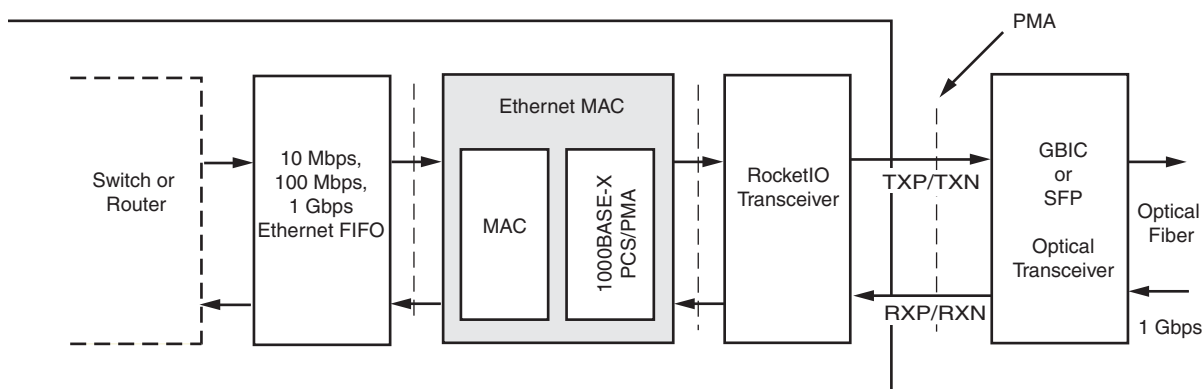 PMA
Switch or
Router
10 Mbps,
100 Mbps,
1 Gbps
Ethernet FIFO
Ethernet MAC
MAC
1000BASE-X
PCS/PMA
RocketIO
Transceiver
TXP/TXN
RXP/RXN
GBIC
or
SFP
Optical
Transceiver
Optical
Fiber
1 Gbps